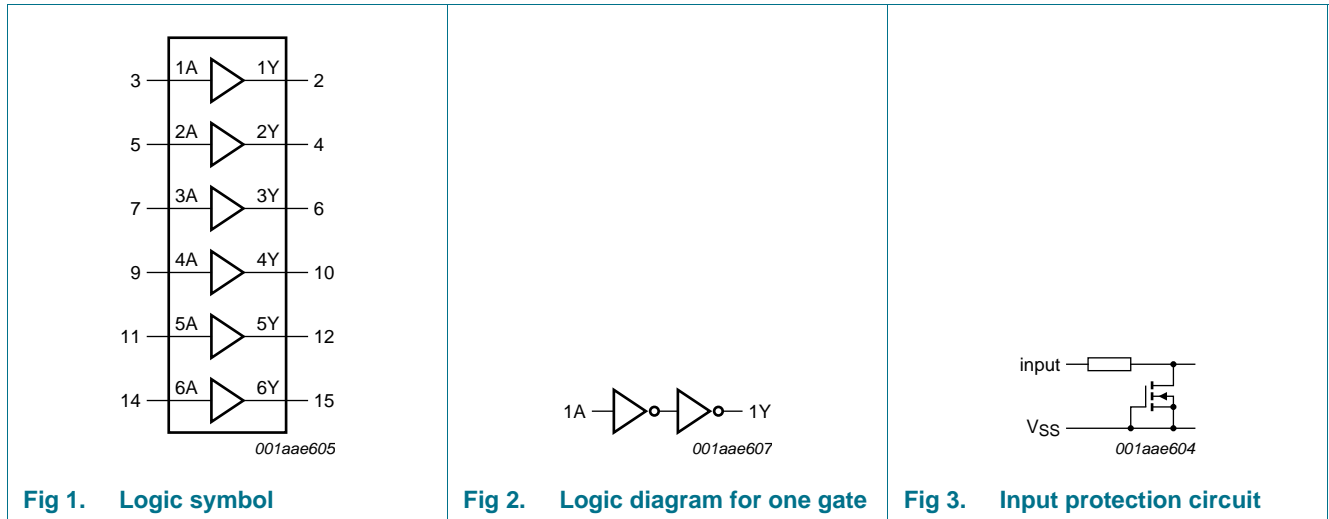 3 1A 1Y 2
5 2A 2Y 4
7 3A 3Y 6
9 4A 4Y 10
11 5A 5Y 12
14 6A 6Y 15
001aae605
Fig 1. Logic symbol
1A 1Y
001aae607
Fig 2. Logic diagram for one gate
input
VSS
001aae604
Fig 3. Input protection circuit